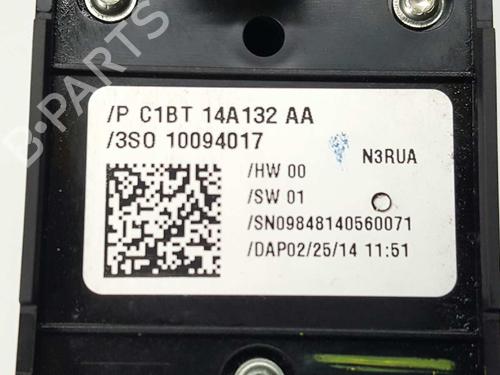 B-PARTS
/P C1BT 14A132 AA
/3SO 10094017
N3RUA
/HW 00
/SW 01
/SN09848140560071
/DAP02/25/14 11:51